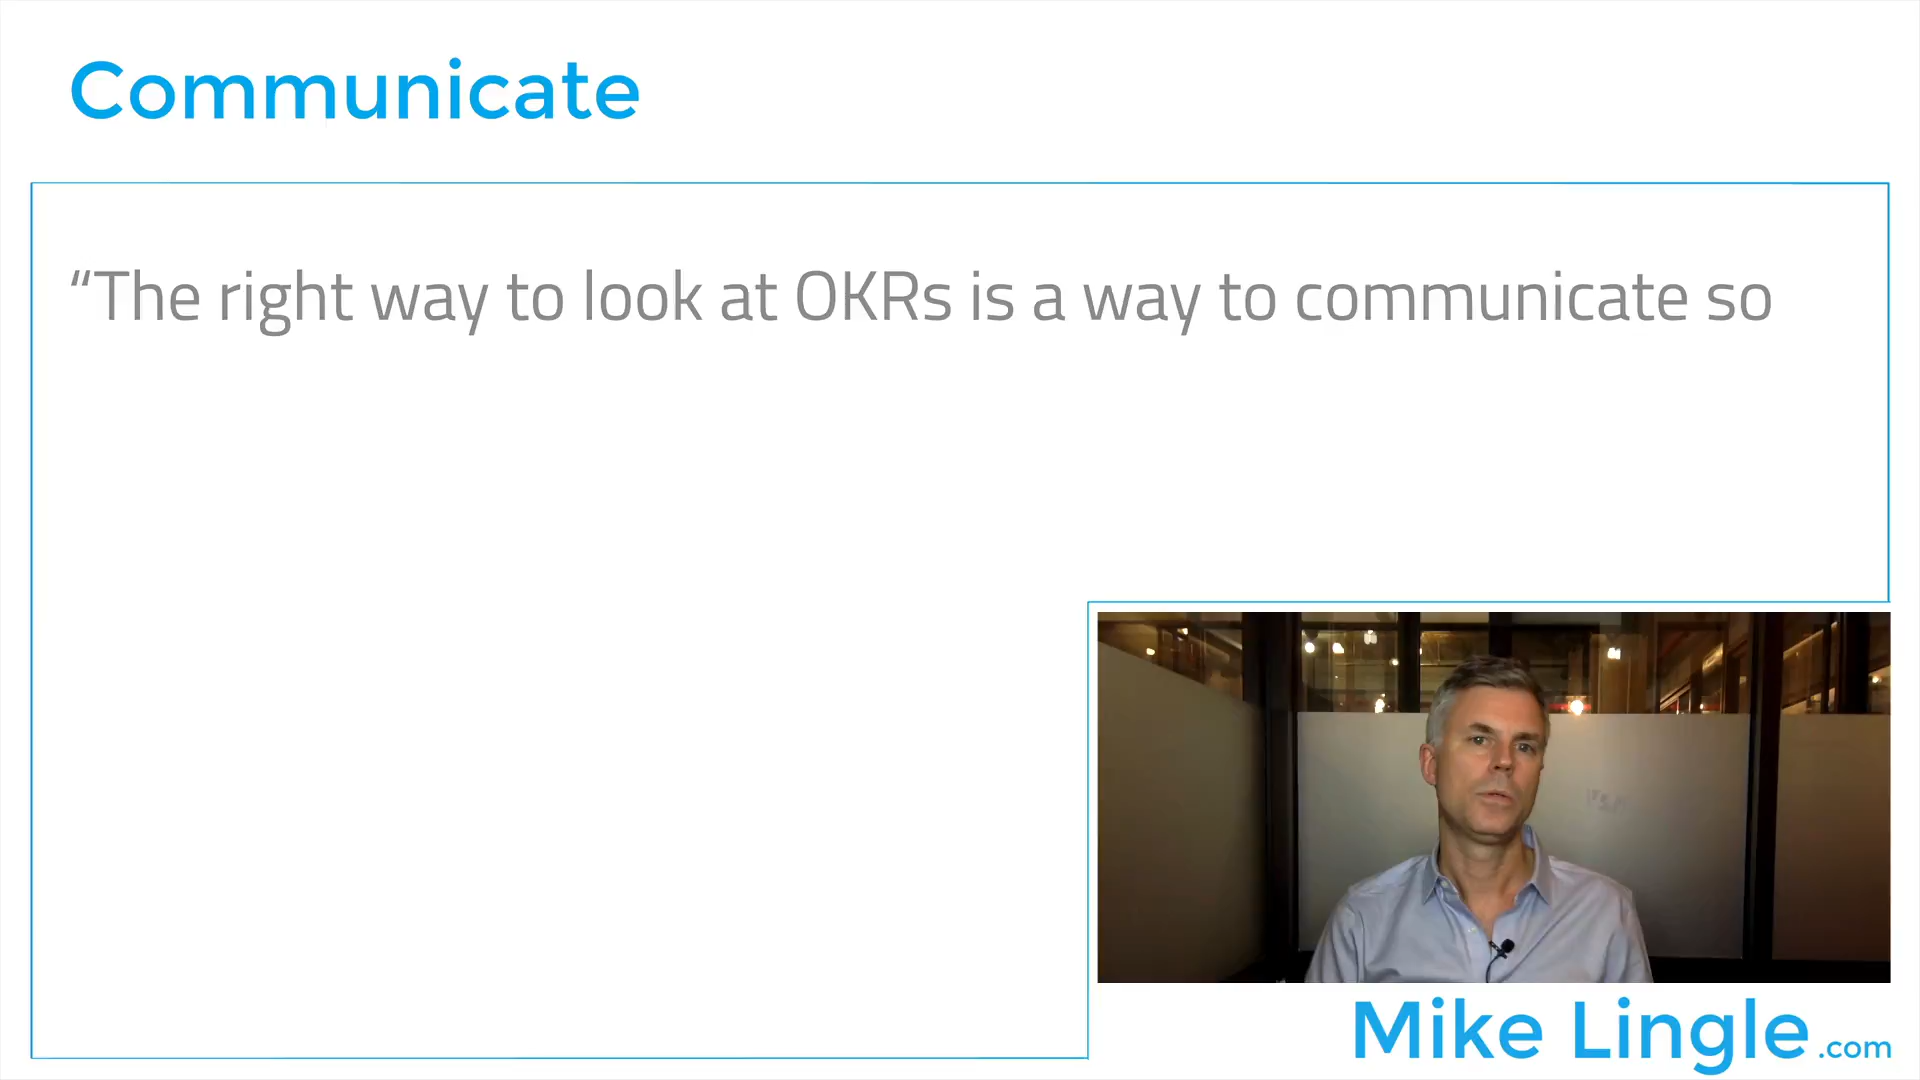 Communicate
“The right way to look at OKRs is a way to communicate so
Mike Lingle.com